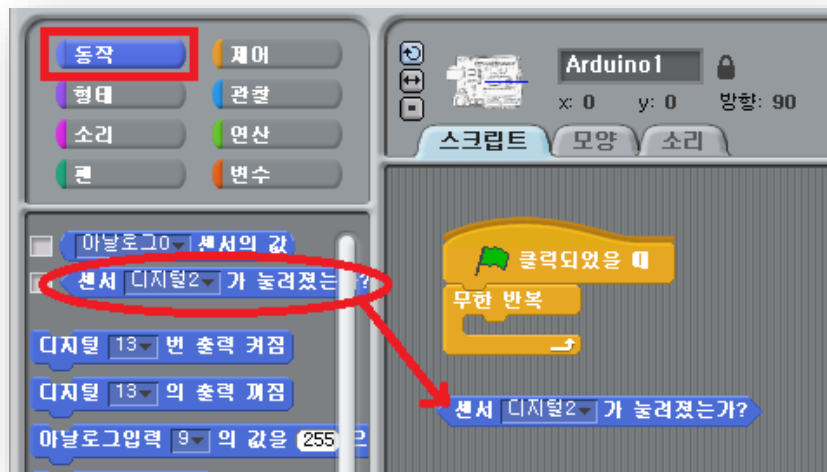 동작
제어
형태
관찰
소리
연산
펜
변수
Arduino1
x: 0 y: 0 방향: 90
스크립트 모양 소리
아날로그0 센서의 값
센서 디지털2 가 눌려졌는 ?
디지털 13 번 출력 켜짐
디지털 13 의 출력 꺼짐
아날로그입력 9 의 값을 255 으
클릭되었을 때
무한 반복
센서 디지털2 가 눌려졌는가?